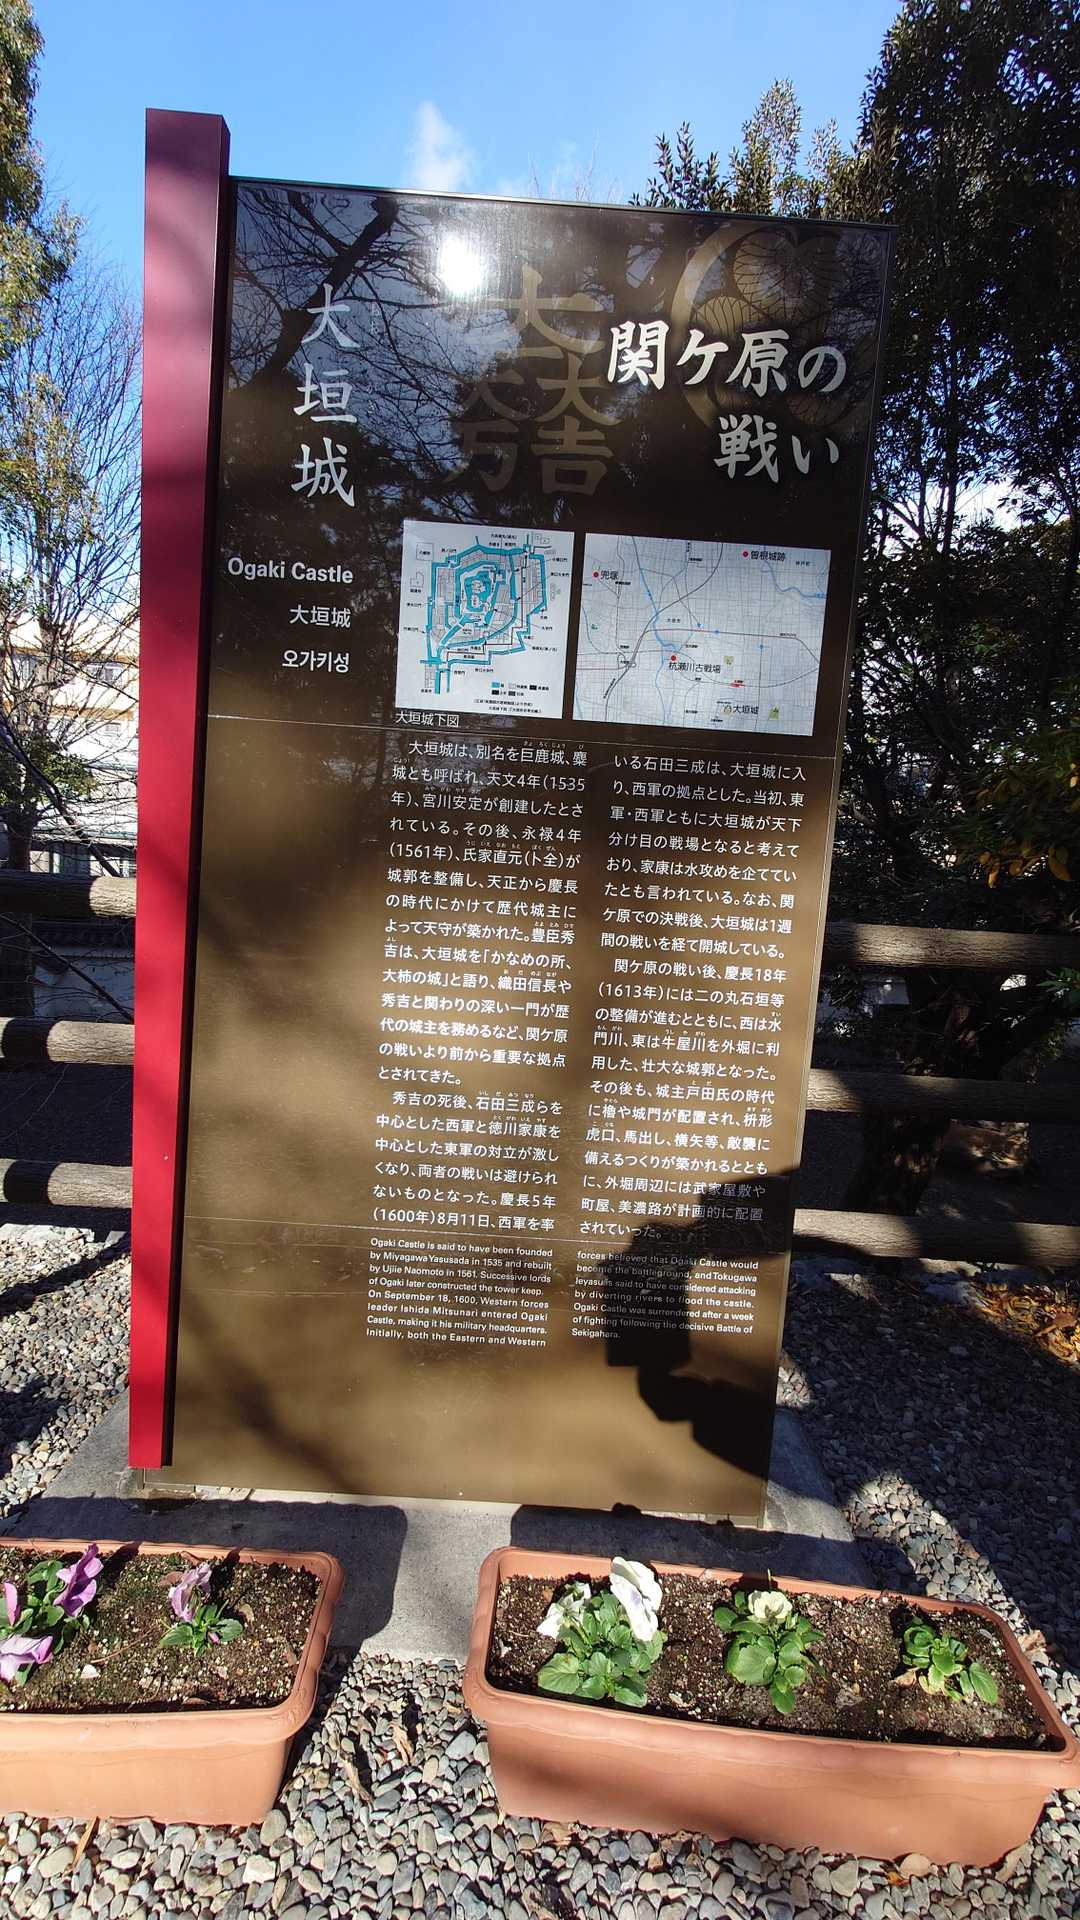 関ケ原の
戦い
大一大万大吉
大垣城
Ogaki Castle
大垣城
오가키성
大垣城下図
曽根城跡
兜塚
杭瀬川古戦場
大垣城
大垣城は、別名を巨鹿城、麋
城とも呼ばれ、天文4年(1535
年)、宮川安定が創建したとさ
れている。その後、永禄4年
(1561年)、氏家直元(卜全)が
城郭を整備し、天正から慶長
の時代にかけて歴代城主に
よって天守が築かれた。豊臣秀
吉は、大垣城を「かなめの所、
大柿の城」と語り、織田信長や
秀吉と関わりの深い一門が歴
代の城主を務めるなど、関ケ原
の戦いより前から重要な拠点
とされてきた。
秀吉の死後、石田三成らを
中心とした西軍と徳川家康を
中心とした東軍の対立が激し
くなり、両者の戦いは避けられ
ないものとなった。慶長5年
(1600年)8月11日、西軍を率
いる石田三成は、大垣城に入
り、西軍の拠点とした。当初、東
軍・西軍ともに大垣城が天下
分け目の戦場となると考えて
おり、家康は水攻めを企ててい
たとも言われている。なお、関
ケ原での決戦後、大垣城は1週
間の戦いを経て開城している。
関ケ原の戦い後、慶長18年
(1613年)には二の丸石垣等
の整備が進むとともに、西は水
門川、東は牛屋川を外堀に利
用した、壮大な城郭となった。
その後も、城主戸田氏の時代
に櫓や城門が配置され、枡形
虎口、馬出し、横矢等、敵襲に
備えるつくりが築かれるととも
に、外堀周辺には武家屋敷や
町屋、美濃路が計画的に配置
されていった。
Ogaki Castle is said to have been founded
by Miyagawa Yasusada in 1535 and rebuilt
by Ujiie Naomoto in 1561. Successive lords
of Ogaki later constructed the tower keep.
On September 18, 1600, Western forces
leader Ishida Mitsunari entered Ogaki
Castle, making it his military headquarters.
Initially, both the Eastern and Western
forces believed that Ogaki Castle would
become the battleground, and Tokugawa
Ieyasu is said to have considered attacking
by diverting rivers to flood the castle.
Ogaki Castle was surrendered after a week
of fighting following the decisive Battle of
Sekigahara.